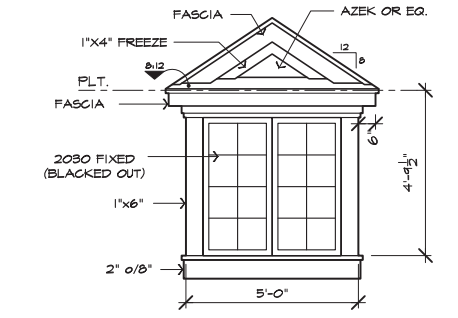 FASCIA
AZEK OR EQ.
1"X4" FREEZE
12
8
8:12
PLT.
FASCIA
6"
2030 FIXED
(BLACKED OUT)
4'-9½"
1"x6"
2" o/8"
5'-0"